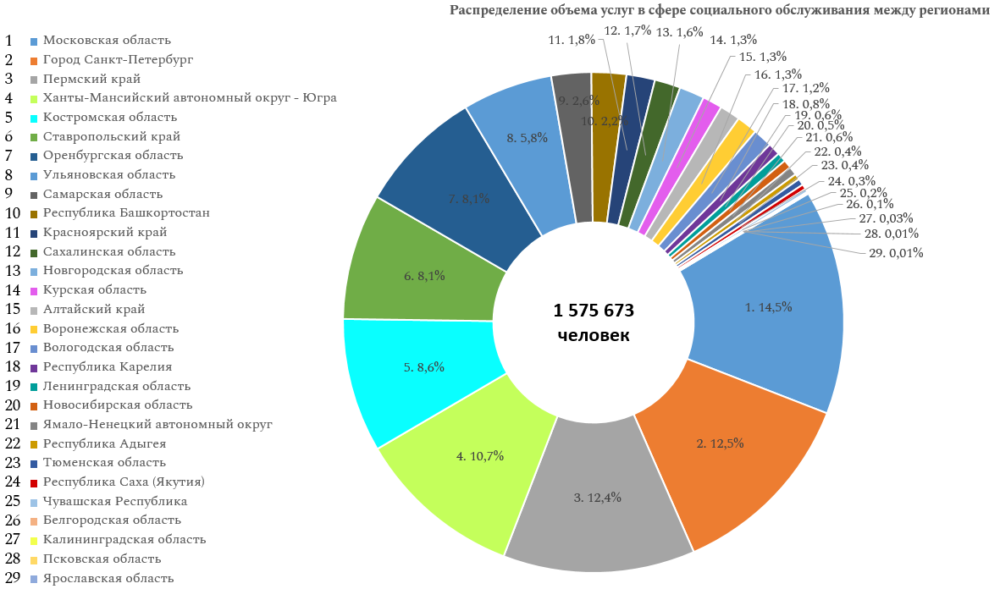 Распределение объема услуг в сфере социального обслуживания между регионами
1 Московская область
2 Город Санкт-Петербург
3 Пермский край
4 Ханты-Мансийский автономный округ - Югра
5 Костромская область
6 Ставропольский край
7 Оренбургская область
8 Ульяновская область
9 Самарская область
10 Республика Башкортостан
11 Красноярский край
12 Сахалинская область
13 Новгородская область
14 Курская область
15 Алтайский край
16 Воронежская область
17 Вологодская область
18 Республика Карелия
19 Ленинградская область
20 Новосибирская область
21 Ямало-Ненецкий автономный округ
22 Республика Адыгея
23 Тюменская область
24 Республика Саха (Якутия)
25 Чувашская Республика
26 Белгородская область
27 Калининградская область
28 Псковская область
29 Ярославская область
1. 14,5%
2. 12,5%
3. 12,4%
4. 10,7%
5. 8,6%
6. 8,1%
7. 8,1%
8. 5,8%
9. 2,6%
10. 2,2%
11. 1,8%
12. 1,7%
13. 1,6%
14. 1,3%
15. 1,3%
16. 1,3%
17. 1,2%
18. 0,8%
19. 0,6%
20. 0,5%
21. 0,6%
22. 0,4%
23. 0,4%
24. 0,3%
25. 0,2%
26. 0,1%
27. 0,03%
28. 0,01%
29. 0,01%
1 575 673
человек